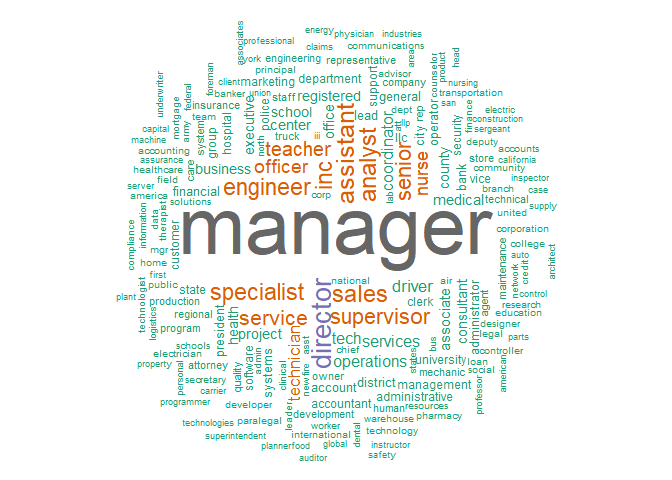 energy
physician industries
professional
claims communications
associates
work engineering representative
area
product
head
principal
advisor
counselor
foreman
client marketing department
support
company
nursing
underwriter
federal
banker union
staff registered
general
transportation
insurance
executive
police
school
office
lead
dept
operator
san
electric
mortgage
army
team
center
llp
att
llc
city
rep
security
finance
construction
sergeant
capital
system
group
hospital
truck
iii
coordinator
deputy
machine
north
teacher
inc
assistant
analyst
senior
nurse
county
store
accounts
accounting
business
officer
bank
vice
california
assurance
care
community
healthcare
field
financial
engineer
corp
lab
medical
branch
inspector
case
server
technical
america
solutions
supply
united
therapist
data
information
customer
manager
corporation
compliance
mgr
college
home
auto
architect
first
national
air
maintenance
network
credit
public
state
specialist
sales
driver
agent
control
plant
production
clerk
research
technologist
logistics
regional
service
director
supervisor
associate
consultant
administrator
education
program
president
health
project
designer
legal
parts
tech services
bus
schools
technician
asst
chief
controller
electrician
software
admin
systems
new
fire
operations
states
university
loan
property
attorney
owner
mechanic
social
american
personal
secretary
quality
clinical
account
district
management
professor
carrier
administrative
programmer
developer
leader
accountant
human
resources
development
warehouse
pharmacy
technologies
paralegal
worker
superintendent
international
dental
technology
planner
food
global
instructor
auditor
safety